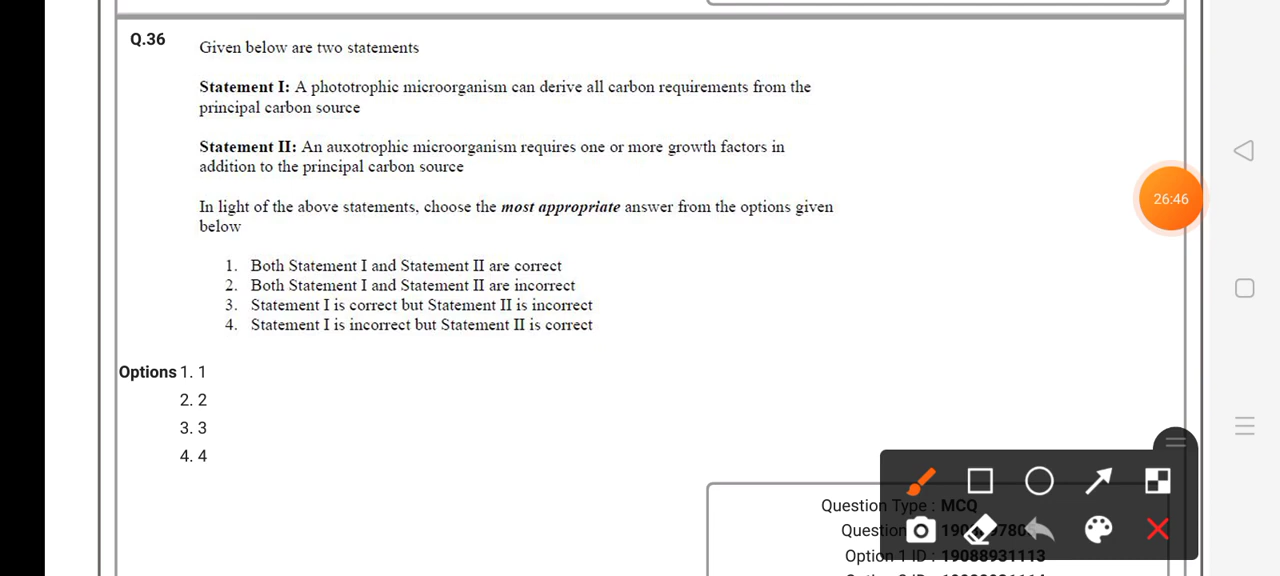 Q.36
Given below are two statements
Statement I: A phototrophic microorganism can derive all carbon requirements from the
principal carbon source
Statement II: An auxotrophic microorganism requires one or more growth factors in
addition to the principal carbon source
In light of the above statements, choose the most appropriate answer from the options given
below
1. Both Statement I and Statement II are correct
2. Both Statement I and Statement II are incorrect
3. Statement I is correct but Statement II is incorrect
4. Statement I is incorrect but Statement II is correct
Options 1. 1
2. 2
3. 3
4. 4
26:46
Question Type : MCQ
Question
Option 1 ID : 19088931113